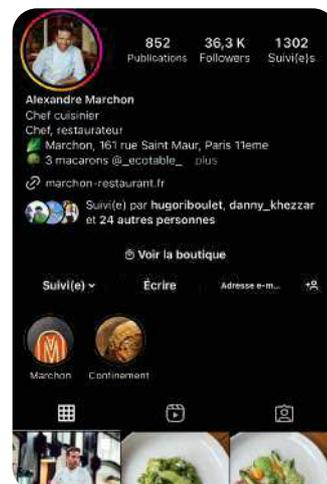 852 36,3 K 1302
Publications Followers Suivi(e)s
Alexandre Marchon
Chef cuisinier
Chef, restaurateur
Marchon, 161 rue Saint Maur, Paris 11eme
3 macarons @_ecotable_ plus
marchon-restaurant.fr
Suivi(e) par hugoriboulet, danny_khezzar
et 24 autres personnes
Voir la boutique
Suivi(e) Écrire Adresse e-m...
Marchon Confinement